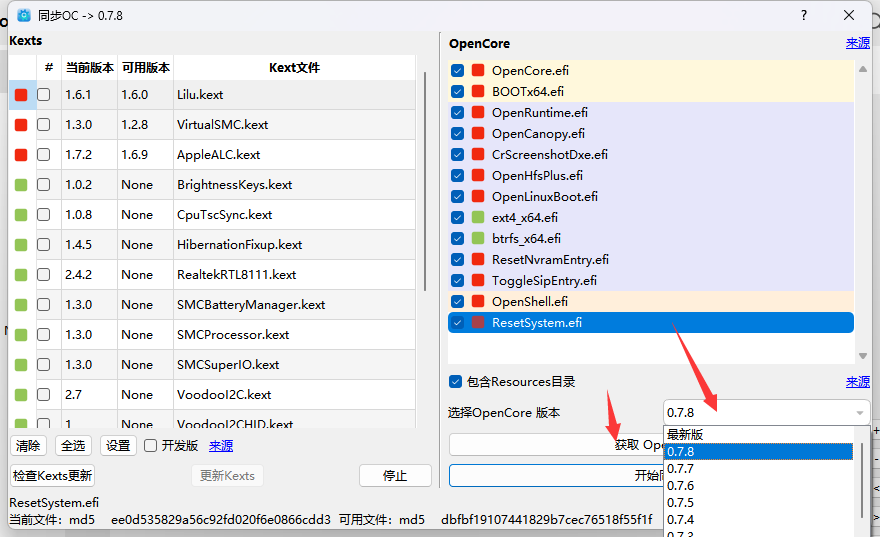 同步OC -> 0.7.8
?
Kexts
# 当前版本 可用版本 Kext文件
1.6.1 1.6.0 Lilu.kext
1.3.0 1.2.8 VirtualSMC.kext
1.7.2 1.6.9 AppleALC.kext
1.0.2 None BrightnessKeys.kext
1.0.8 None CpuTscSync.kext
1.4.5 None HibernationFixup.kext
2.4.2 None RealtekRTL8111.kext
1.3.0 None SMCBatteryManager.kext
1.3.0 None SMCProcessor.kext
1.3.0 None SMCSuperIO.kext
2.7 None VoodooI2C.kext
1 None VoodooI2CHID.kext
清除 全选 设置 开发版 来源
检查Kexts更新 更新Kexts 停止
OpenCore 来源
OpenCore.efi
BOOTx64.efi
OpenRuntime.efi
OpenCanopy.efi
CrScreenshotDxe.efi
OpenHfsPlus.efi
OpenLinuxBoot.efi
ext4_x64.efi
btrfs_x64.efi
ResetNvramEntry.efi
ToggleSipEntry.efi
OpenShell.efi
ResetSystem.efi
包含Resources目录 来源
选择OpenCore 版本 0.7.8
获取 Ope
开始
最新版
0.7.8
0.7.7
0.7.6
0.7.5
0.7.4
ResetSystem.efi
当前文件：md5 ee0d535829a56c92fd020f6e0866cdd3 可用文件：md5 dbfbf19107441829b7cec76518f55f1f